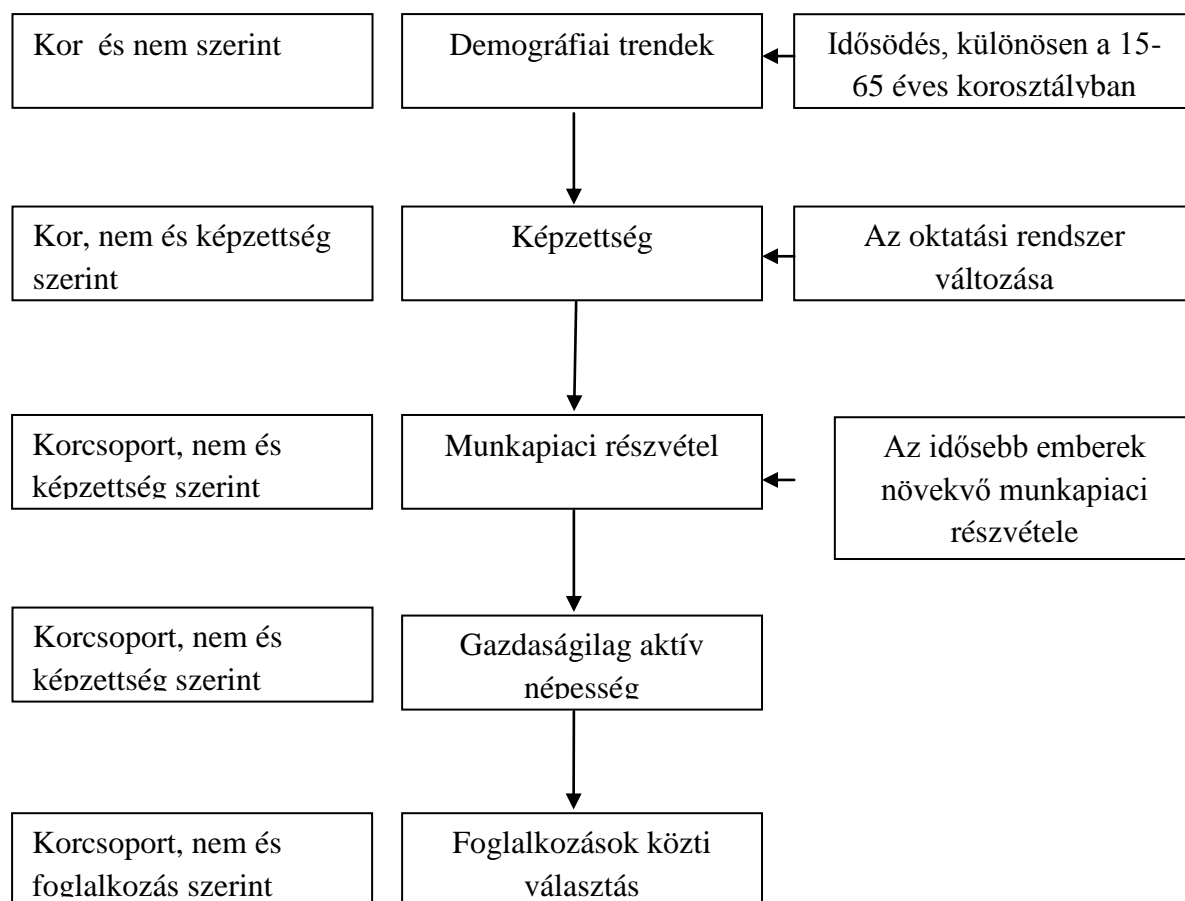 Kor és nem szerint
Demográfiai trendek
Idősödés, különösen a 15-
65 éves korosztályban
Kor, nem és képzettség
szerint
Képzettség
Az oktatási rendszer
változása
Korcsoport, nem és
képzettség szerint
Munkapiaci részvétel
Az idősebb emberek
növekvő munkapiaci
részvétele
Korcsoport, nem és
képzettség szerint
Gazdaságilag aktív
népesség
Korcsoport, nem és
foglalkozás szerint
Foglalkozások közti
választás